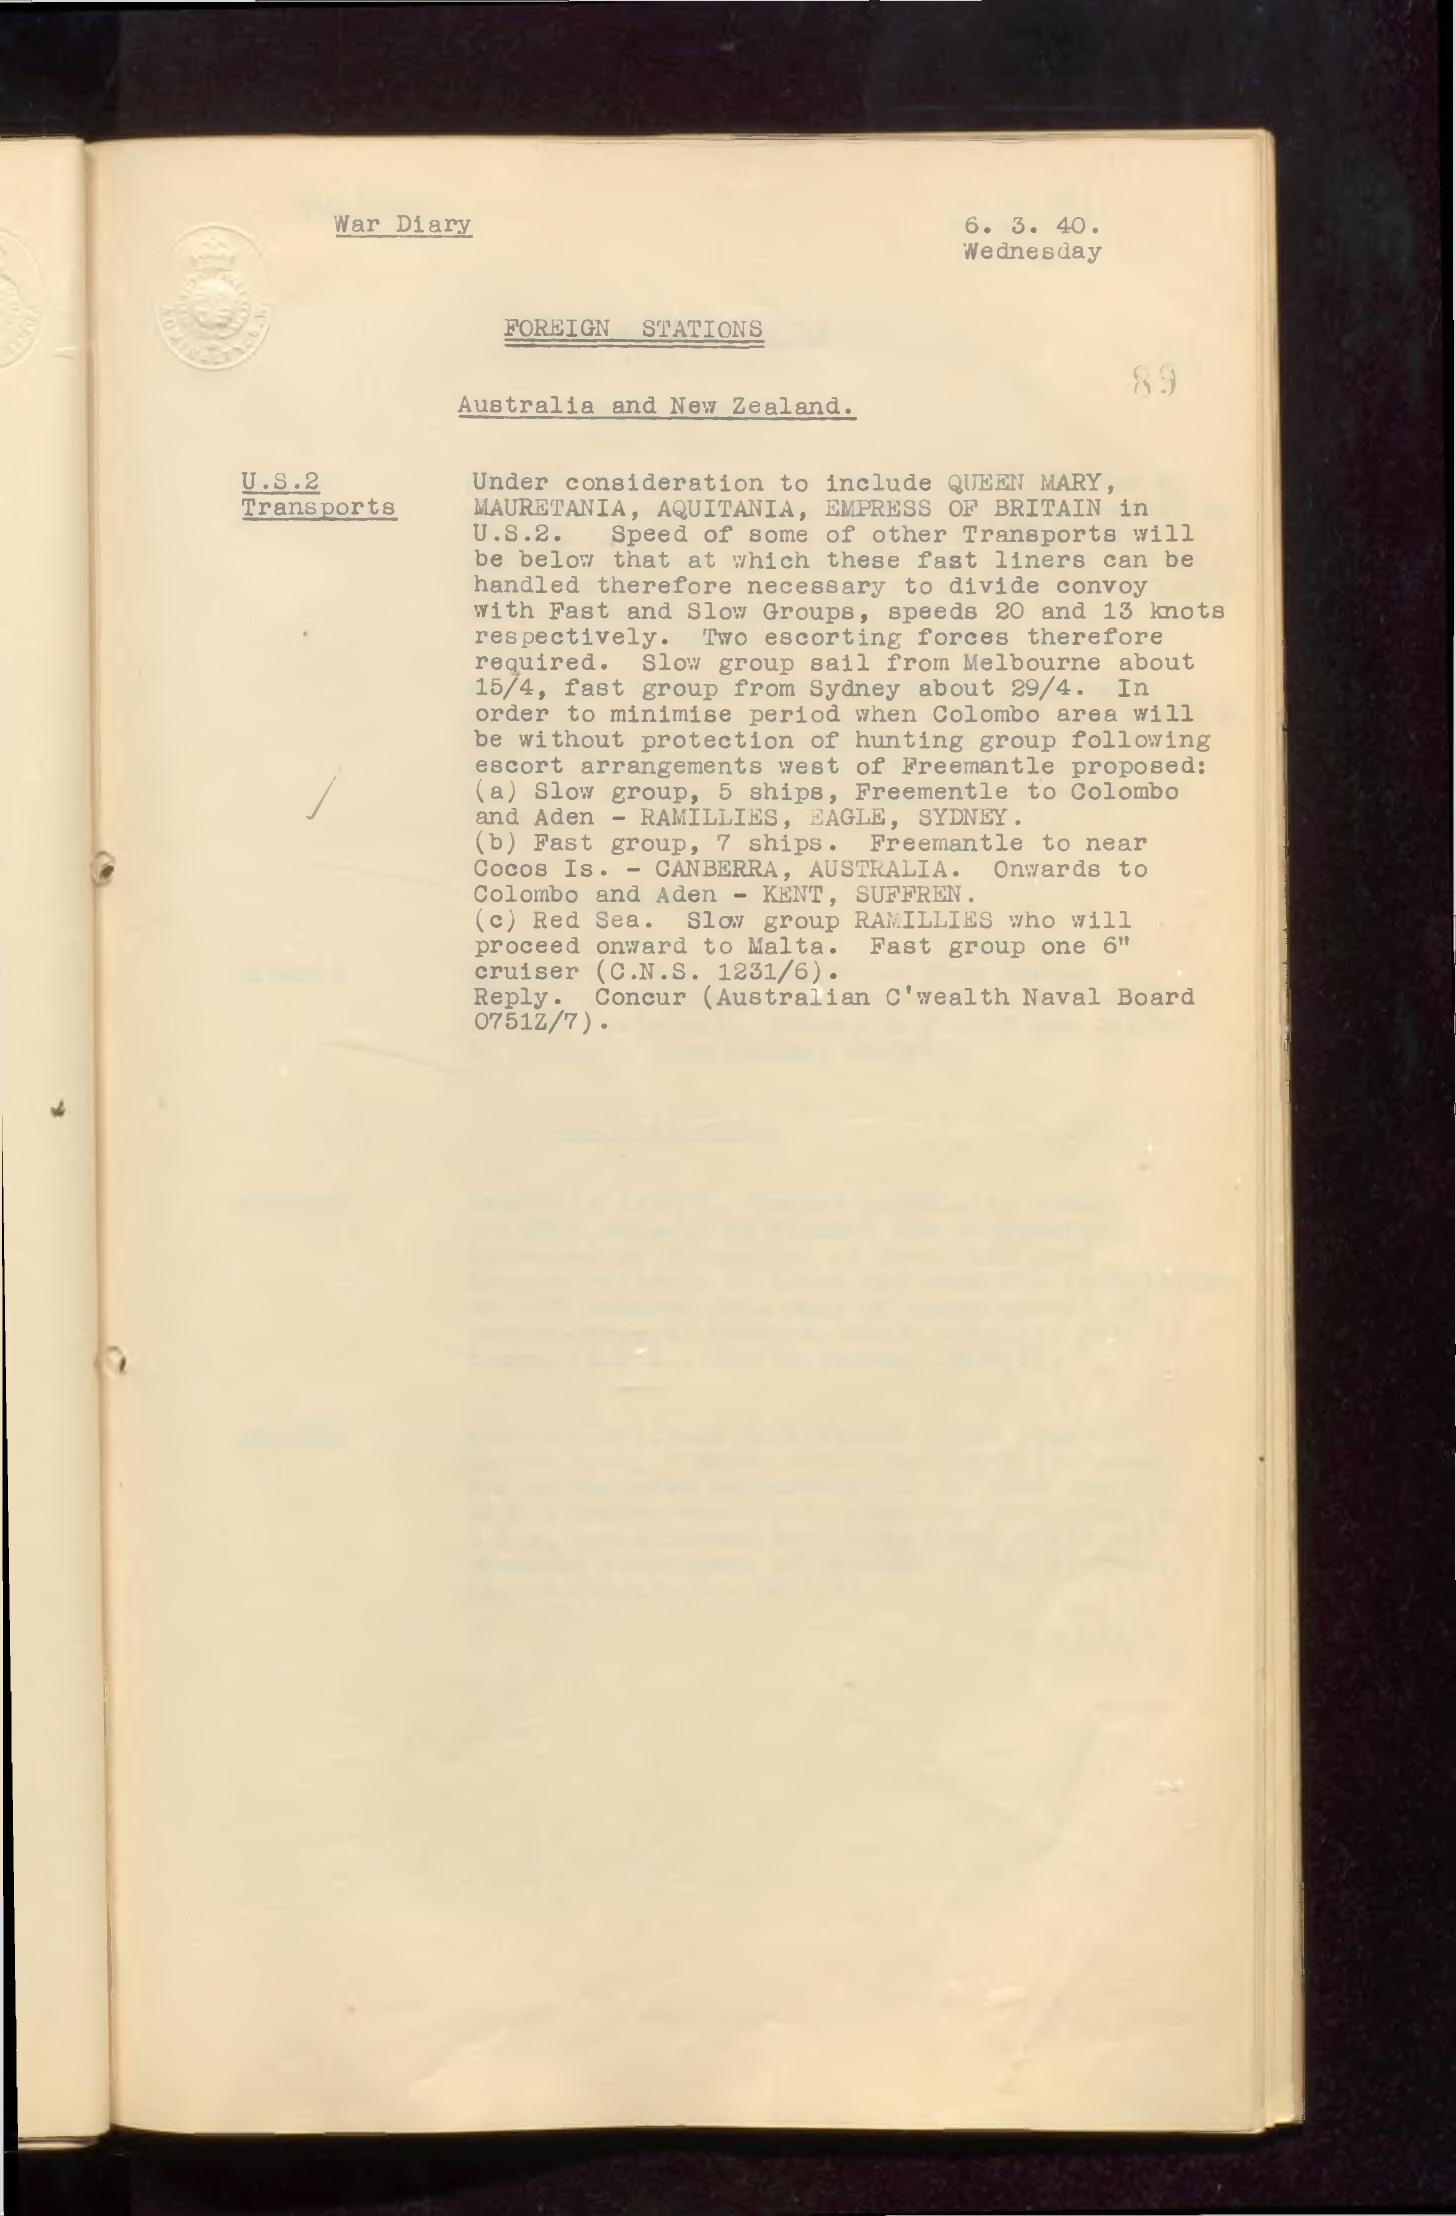 War Diary 6. 3. 40.
Wednesday
FOREIGN STATIONS
89
Australia and New Zealand.
U.S.2 Under consideration to include QUEEN MARY,
Transports MAURETANIA, AQUITANIA, EMPRESS OF BRITAIN in
U.S.2. Speed of some of other Transports will
be below that at which these fast liners can be
handled therefore necessary to divide convoy
with Fast and Slow Groups, speeds 20 and 13 knots
respectively. Two escorting forces therefore
required. Slow group sail from Melbourne about
15/4, fast group from Sydney about 29/4. In
order to minimise period when Colombo area will
be without protection of hunting group following
escort arrangements west of Freemantle proposed:
(a) Slow group, 5 ships, Freementle to Colombo
and Aden - RAMILLIES, EAGLE, SYDNEY.
(b) Fast group, 7 ships. Freemantle to near
Cocos Is. - CANBERRA, AUSTRALIA. Onwards to
Colombo and Aden - KENT, SUFFREN.
(c) Red Sea. Slow group RAMILLIES who will
proceed onward to Malta. Fast group one 6"
cruiser (C.N.S. 1231/6).
Reply. Concur (Australian C'wealth Naval Board
0751Z/7).